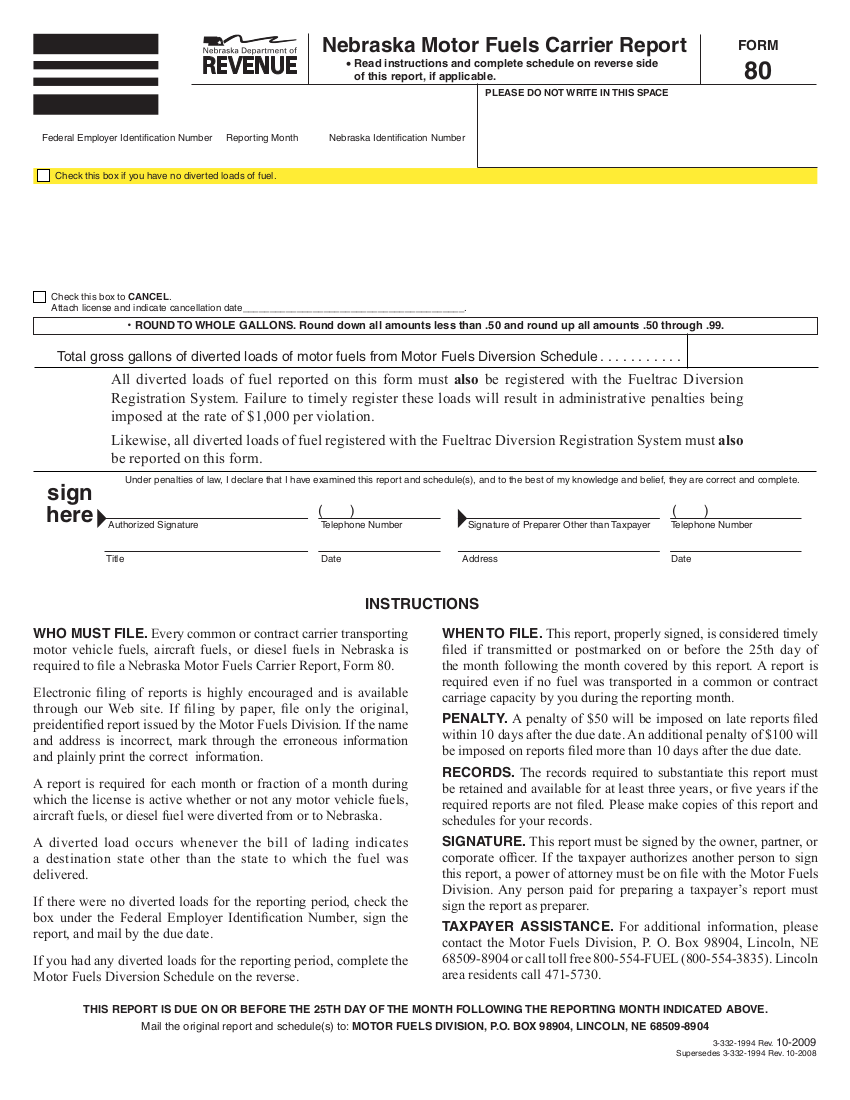 Nebraska Department of
REVENUE
Nebraska Motor Fuels Carrier Report
• Read instructions and complete schedule on reverse side
of this report, if applicable.
FORM
80
PLEASE DO NOT WRITE IN THIS SPACE
Federal Employer Identification Number Reporting Month Nebraska Identification Number
Check this box if you have no diverted loads of fuel.
Check this box to CANCEL.
Attach license and indicate cancellation date____________________________________________.
• ROUND TO WHOLE GALLONS. Round down all amounts less than .50 and round up all amounts .50 through .99.
Total gross gallons of diverted loads of motor fuels from Motor Fuels Diversion Schedule . . . . . . . . . . .
All diverted loads of fuel reported on this form must also be registered with the Fueltrac Diversion
Registration System. Failure to timely register these loads will result in administrative penalties being
imposed at the rate of $1,000 per violation.
Likewise, all diverted loads of fuel registered with the Fueltrac Diversion Registration System must also
be reported on this form.
Under penalties of law, I declare that I have examined this report and schedule(s), and to the best of my knowledge and belief, they are correct and complete.
sign
here
( ) ( )
Authorized Signature Telephone Number Signature of Preparer Other than Taxpayer Telephone Number
Title Date Address Date
INSTRUCTIONS
WHO MUST FILE. Every common or contract carrier transporting
motor vehicle fuels, aircraft fuels, or diesel fuels in Nebraska is
required to file a Nebraska Motor Fuels Carrier Report, Form 80.
Electronic filing of reports is highly encouraged and is available
through our Web site. If filing by paper, file only the original,
preidentified report issued by the Motor Fuels Division. If the name
and address is incorrect, mark through the erroneous information
and plainly print the correct information.
A report is required for each month or fraction of a month during
which the license is active whether or not any motor vehicle fuels,
aircraft fuels, or diesel fuel were diverted from or to Nebraska.
A diverted load occurs whenever the bill of lading indicates
a destination state other than the state to which the fuel was
delivered.
If there were no diverted loads for the reporting period, check the
box under the Federal Employer Identification Number, sign the
report, and mail by the due date.
If you had any diverted loads for the reporting period, complete the
Motor Fuels Diversion Schedule on the reverse.
WHEN TO FILE. This report, properly signed, is considered timely
filed if transmitted or postmarked on or before the 25th day of
the month following the month covered by this report. A report is
required even if no fuel was transported in a common or contract
carriage capacity by you during the reporting month.
PENALTY. A penalty of $50 will be imposed on late reports filed
within 10 days after the due date. An additional penalty of $100 will
be imposed on reports filed more than 10 days after the due date.
RECORDS. The records required to substantiate this report must
be retained and available for at least three years, or five years if the
required reports are not filed. Please make copies of this report and
schedules for your records.
SIGNATURE. This report must be signed by the owner, partner, or
corporate officer. If the taxpayer authorizes another person to sign
this report, a power of attorney must be on file with the Motor Fuels
Division. Any person paid for preparing a taxpayer's report must
sign the report as preparer.
TAXPAYER ASSISTANCE. For additional information, please
contact the Motor Fuels Division, P. O. Box 98904, Lincoln, NE
68509-8904 or call toll free 800-554-FUEL (800-554-3835). Lincoln
area residents call 471-5730.
THIS REPORT IS DUE ON OR BEFORE THE 25TH DAY OF THE MONTH FOLLOWING THE REPORTING MONTH INDICATED ABOVE.
Mail the original report and schedule(s) to: MOTOR FUELS DIVISION, P.O. BOX 98904, LINCOLN, NE 68509-8904
3-332-1994 Rev. 10-2009
Supersedes 3-332-1994 Rev. 10-2008